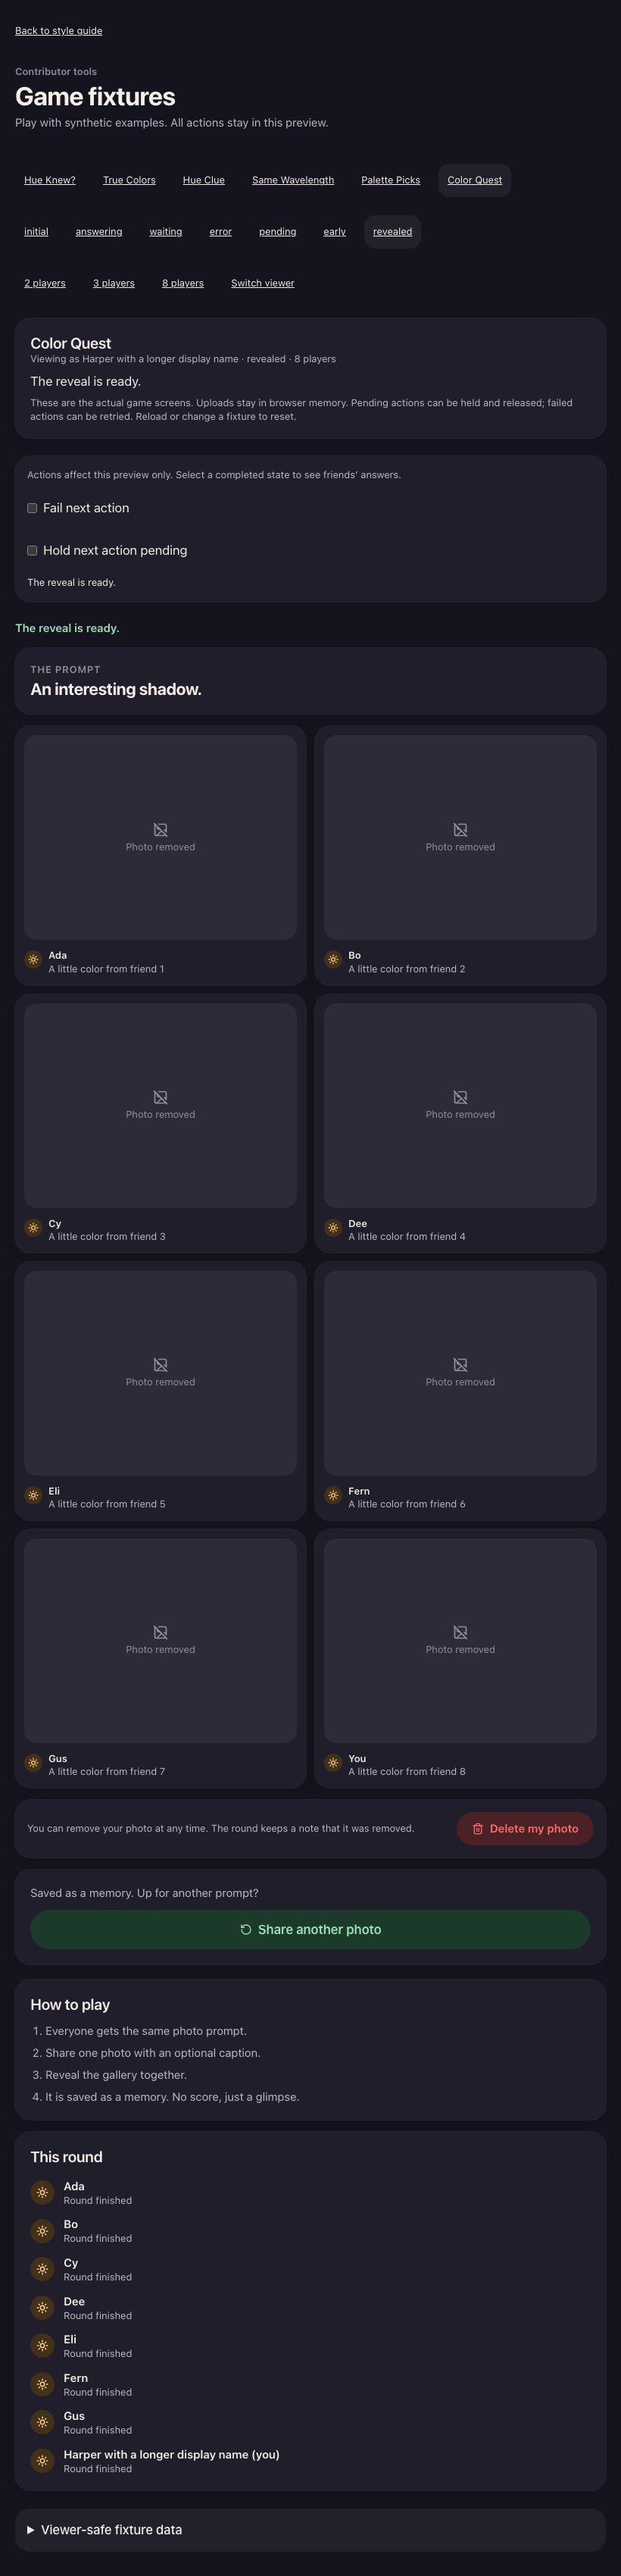 Back to style guide
Contributor tools
Game fixtures
Play with synthetic examples. All actions stay in this preview.
Hue Knew? True Colors Hue Clue Same Wavelength Palette Picks Color Quest
initial answering waiting error pending early revealed
2 players 3 players 8 players Switch viewer
Color Quest
Viewing as Harper with a longer display name · revealed · 8 players
The reveal is ready.
These are the actual game screens. Uploads stay in browser memory. Pending actions can be held and released; failed
actions can be retried. Reload or change a fixture to reset.
Actions affect this preview only. Select a completed state to see friends’ answers.
Fail next action
Hold next action pending
The reveal is ready.
The reveal is ready.
THE PROMPT
An interesting shadow.
Photo removed
Ada
A little color from friend 1
Photo removed
Bo
A little color from friend 2
Photo removed
Cy
A little color from friend 3
Photo removed
Dee
A little color from friend 4
Photo removed
Eli
A little color from friend 5
Photo removed
Fern
A little color from friend 6
Photo removed
Gus
A little color from friend 7
Photo removed
You
A little color from friend 8
You can remove your photo at any time. The round keeps a note that it was removed.
Delete my photo
Saved as a memory. Up for another prompt?
Share another photo
How to play
1. Everyone gets the same photo prompt.
2. Share one photo with an optional caption.
3. Reveal the gallery together.
4. It is saved as a memory. No score, just a glimpse.
This round
Ada
Round finished
Bo
Round finished
Cy
Round finished
Dee
Round finished
Eli
Round finished
Fern
Round finished
Gus
Round finished
Harper with a longer display name (you)
Round finished
Viewer-safe fixture data